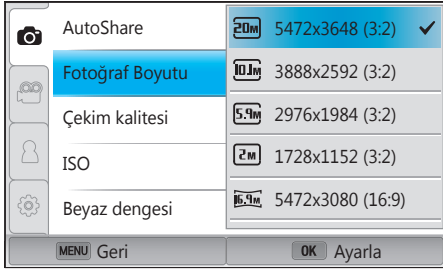 AutoShare
Fotoğraf Boyutu
Çekim kalitesi
ISO
Beyaz dengesi
20M 5472x3648 (3:2)
10.1M 3888x2592 (3:2)
5.9M 2976x1984 (3:2)
2M 1728x1152 (3:2)
16.9M 5472x3080 (16:9)
MENU Geri
OK Ayarla